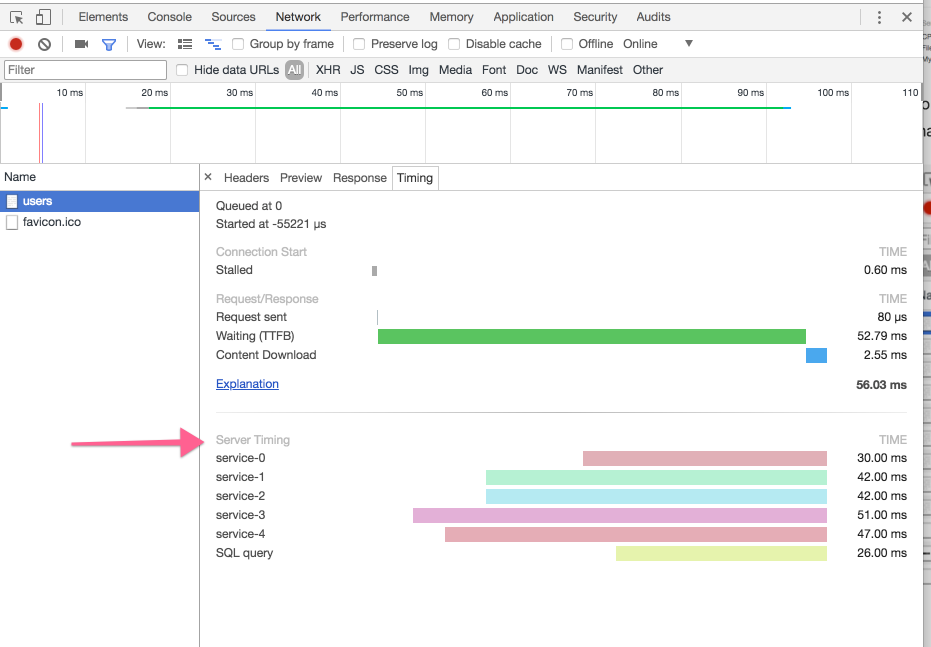 Elements Console Sources Network Performance Memory Application Security Audits
View: Group by frame Preserve log Disable cache Offline Online
Filter Hide data URLs All XHR JS CSS Img Media Font Doc WS Manifest Other
10 ms 20 ms 30 ms 40 ms 50 ms 60 ms 70 ms 80 ms 90 ms 100 ms 110
Name
users
favicon.ico
× Headers Preview Response Timing
Queued at 0
Started at -55221 µs
Connection Start TIME
Stalled 0.60 ms
Request/Response TIME
Request sent 80 µs
Waiting (TTFB) 52.79 ms
Content Download 2.55 ms
Explanation 56.03 ms
Server Timing TIME
service-0 30.00 ms
service-1 42.00 ms
service-2 42.00 ms
service-3 51.00 ms
service-4 47.00 ms
SQL query 26.00 ms